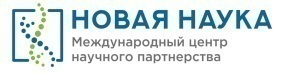 НОВАЯ НАУКА
Международный центр
научного партнерства